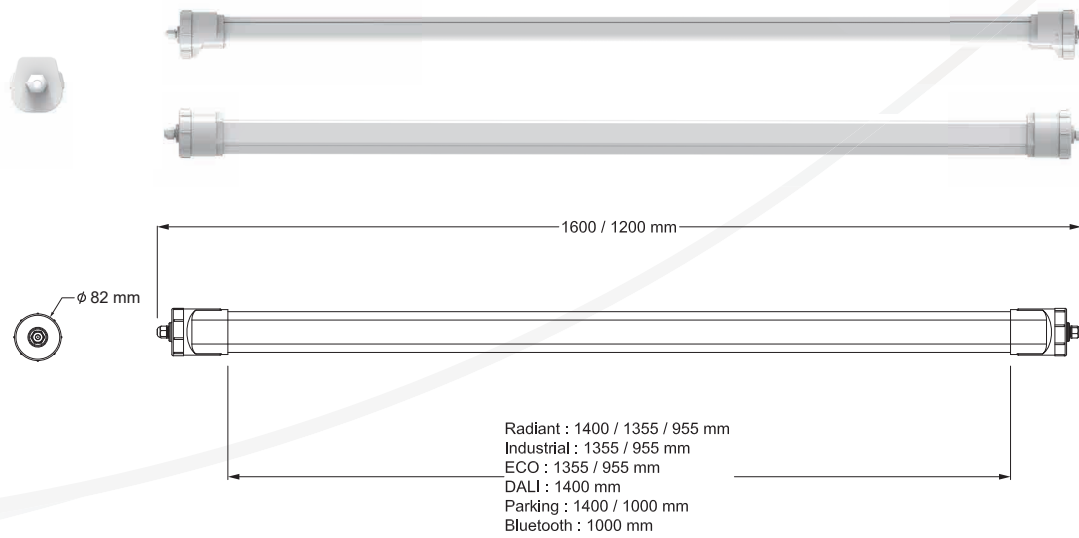 1600 / 1200 mm
ϕ 82 mm
Radiant : 1400 / 1355 / 955 mm
Industrial : 1355 / 955 mm
ECO : 1355 / 955 mm
DALI : 1400 mm
Parking : 1400 / 1000 mm
Bluetooth : 1000 mm